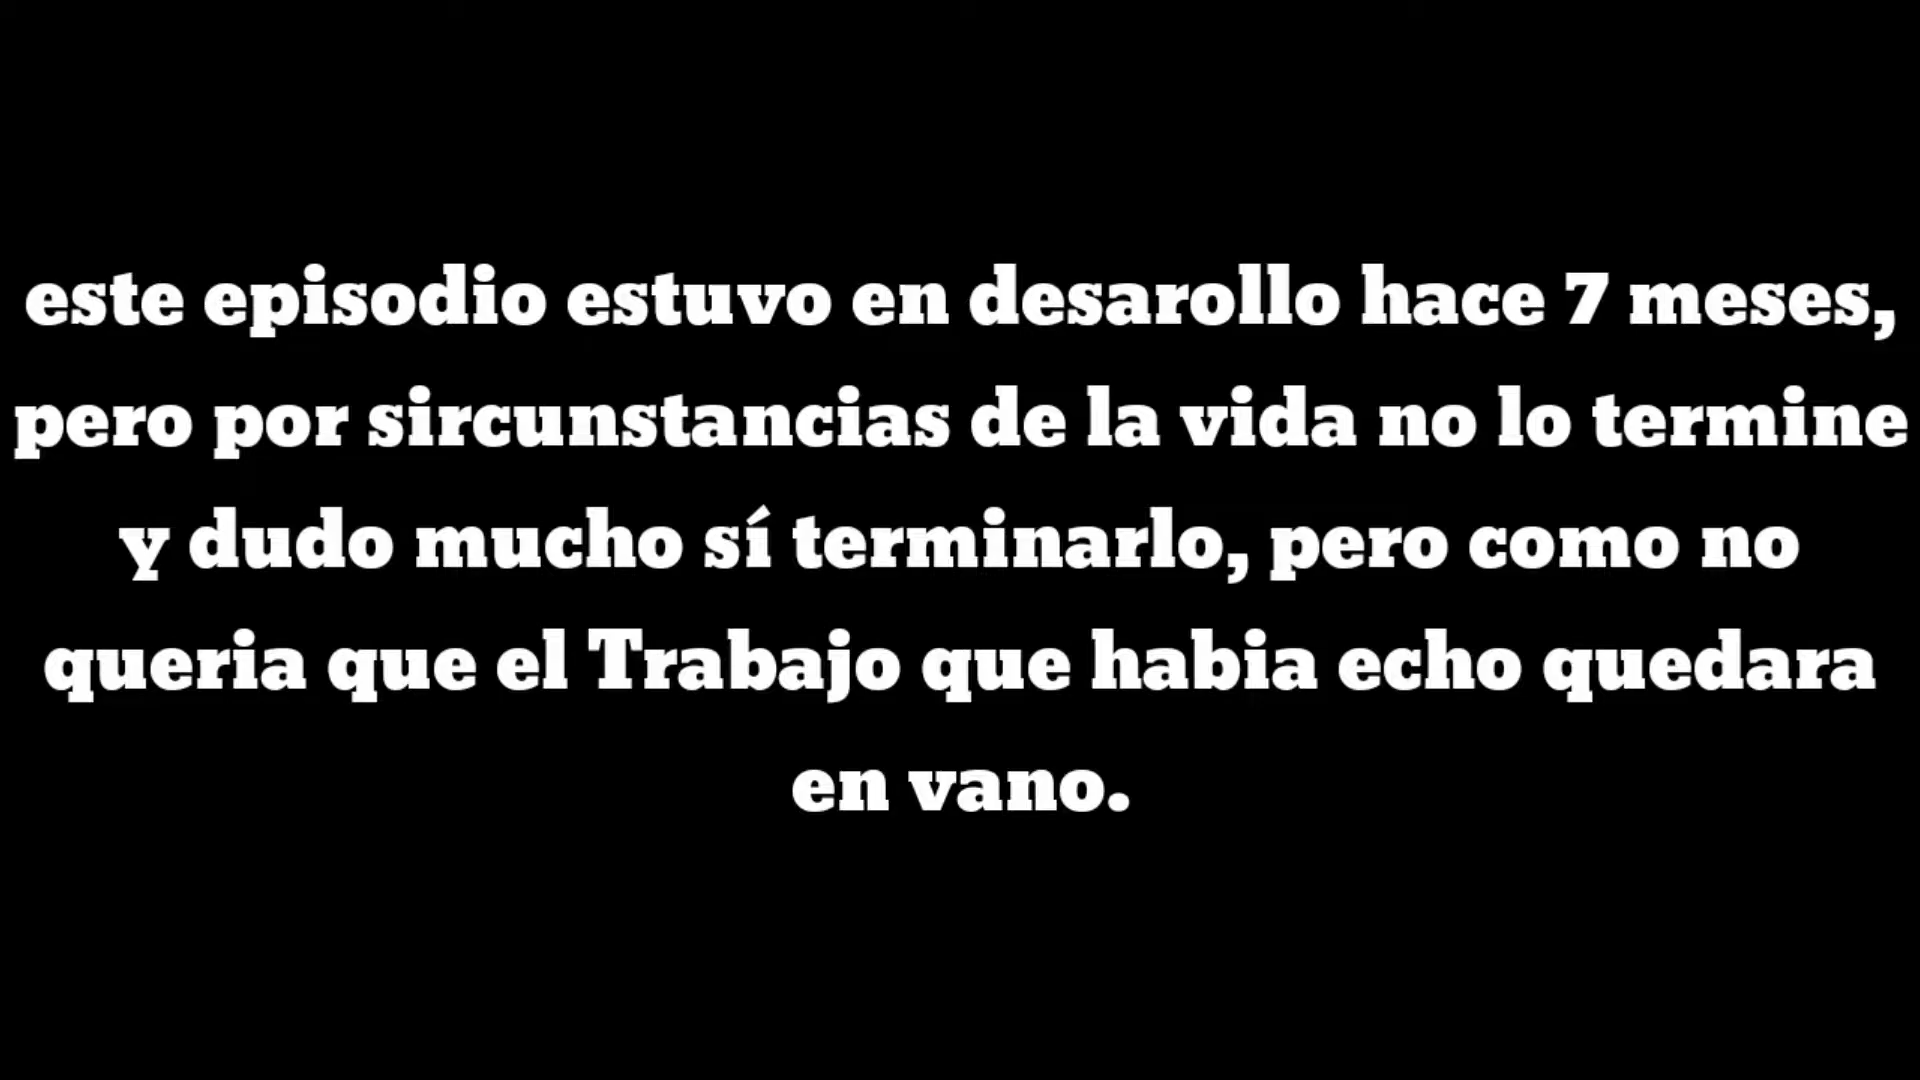 este episodio estuvo en desarollo hace 7 meses,
pero por sircunstancias de la vida no lo termine
y dudo mucho sí terminarlo, pero como no
queria que el Trabajo que habia echo quedara
en vano.